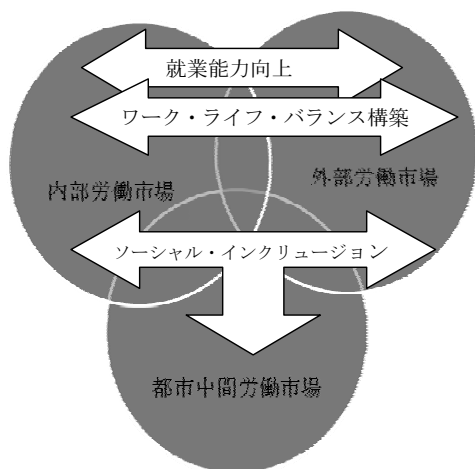 就業能力向上
ワーク・ライフ・バランス構築
内部労働市場
外部労働市場
ソーシャル・インクリュージョン
都市中間労働市場